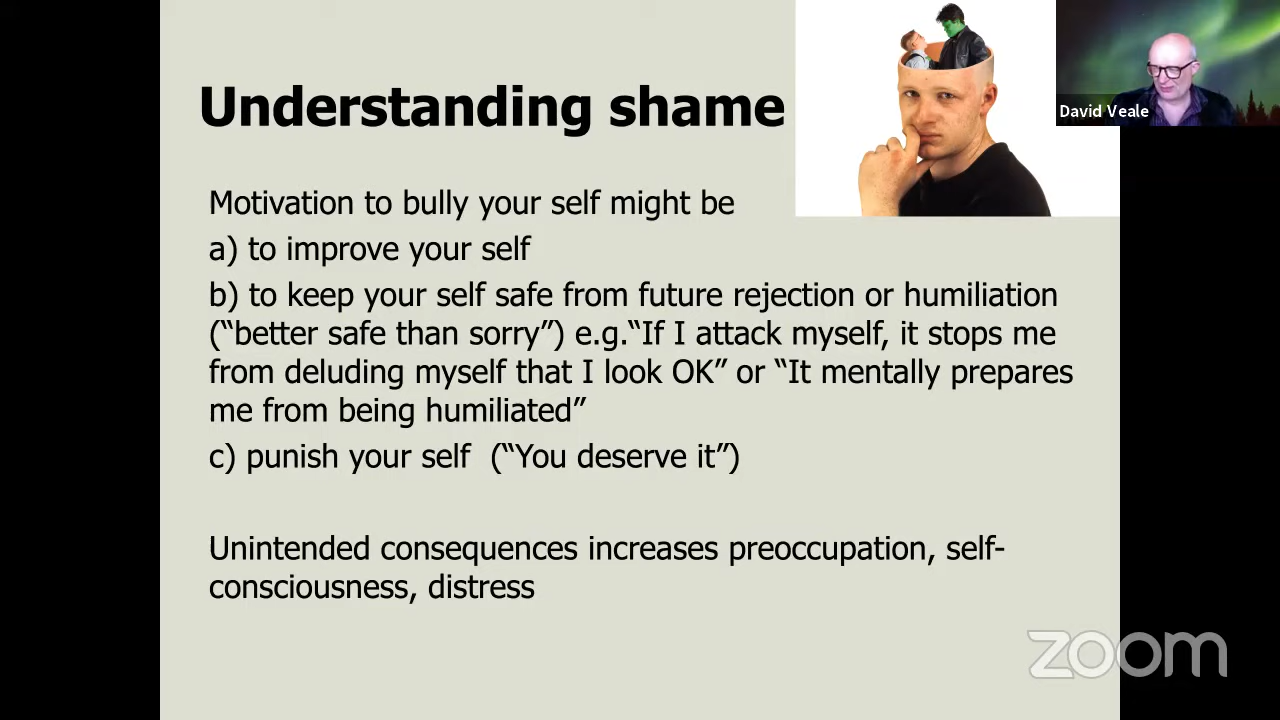 Understanding shame
David Veale
Motivation to bully your self might be
a) to improve your self
b) to keep your self safe from future rejection or humiliation
(“better safe than sorry”) e.g.“If I attack myself, it stops me
from deluding myself that I look OK” or “It mentally prepares
me from being humiliated”
c) punish your self  (“You deserve it”)
Unintended consequences increases preoccupation, self-
consciousness, distress
zoom